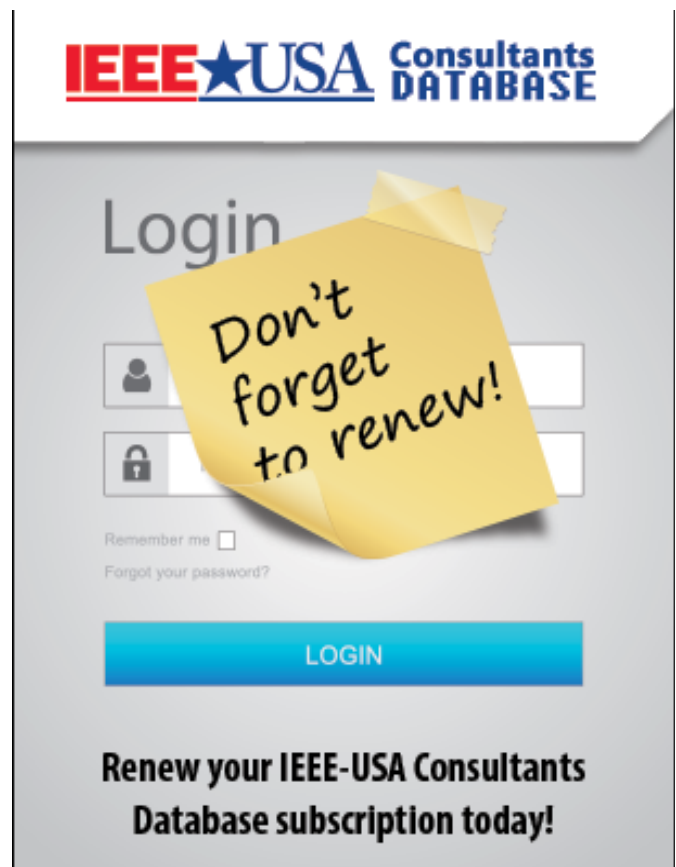 IEEE USA Consultants
DATABASE
Login
Don't
forget
to renew!
Remember me
Forgot your password?
LOGIN
Renew your IEEE-USA Consultants
Database subscription today!